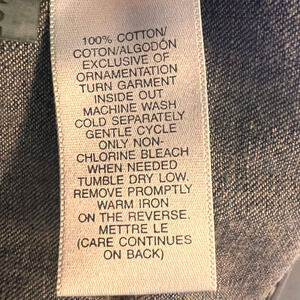 100% COTTON/
COTON/ALGODÓN
EXCLUSIVE OF
ORNAMENTATION
TURN GARMENT
INSIDE OUT
MACHINE WASH
COLD SEPARATELY
GENTLE CYCLE
ONLY NON-
CHLORINE BLEACH
WHEN NEEDED
TUMBLE DRY LOW.
REMOVE PROMPTLY
WARM IRON
ON THE REVERSE.
METTRE LE
(CARE CONTINUES
ON BACK)